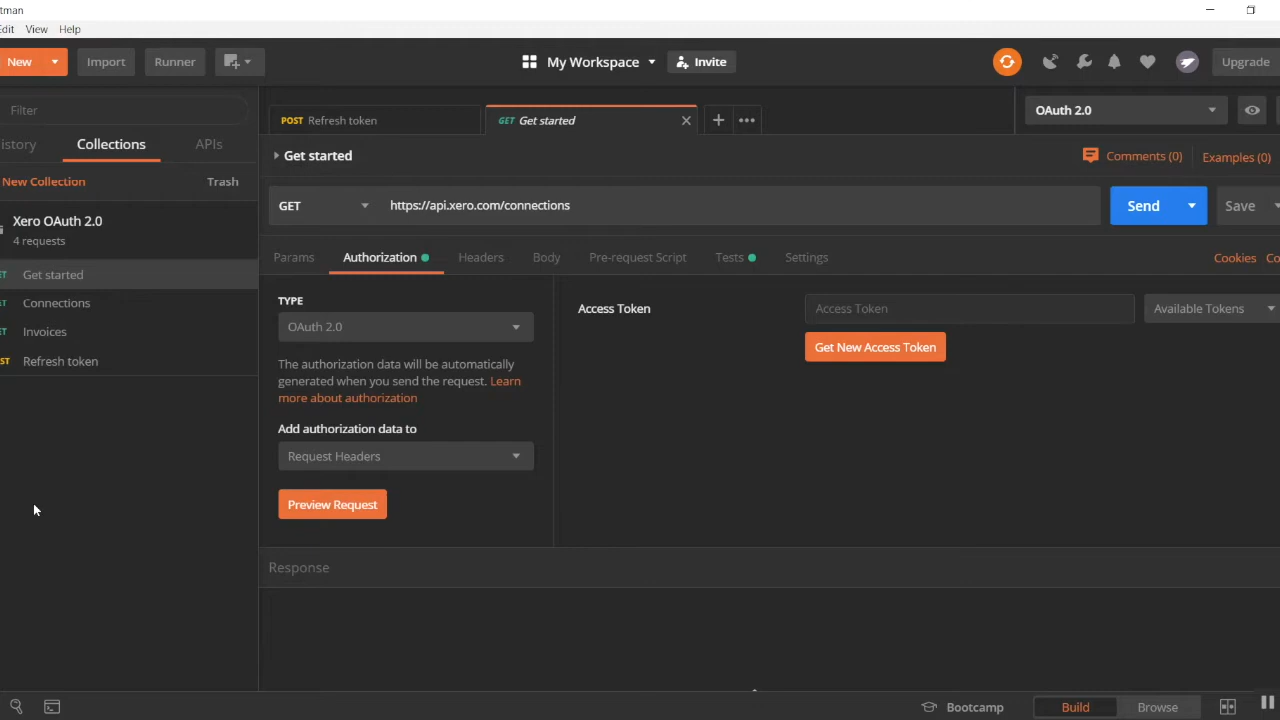 tman
Edit View Help
New Import Runner My Workspace Invite Upgrade
Filter
istory Collections APIs
New Collection Trash
Xero OAuth 2.0
4 requests
ET Get started
ET Connections
ET Invoices
ST Refresh token
POST Refresh token GET Get started OAuth 2.0
Get started Comments (0) Examples (0)
GET https://api.xero.com/connections Send Save
Params Authorization Headers Body Pre-request Script Tests Settings Cookies Co
TYPE
OAuth 2.0
The authorization data will be automatically
generated when you send the request. Learn
more about authorization
Add authorization data to
Request Headers
Preview Request
Access Token Access Token Available Tokens
Get New Access Token
Response
Bootcamp Build Browse